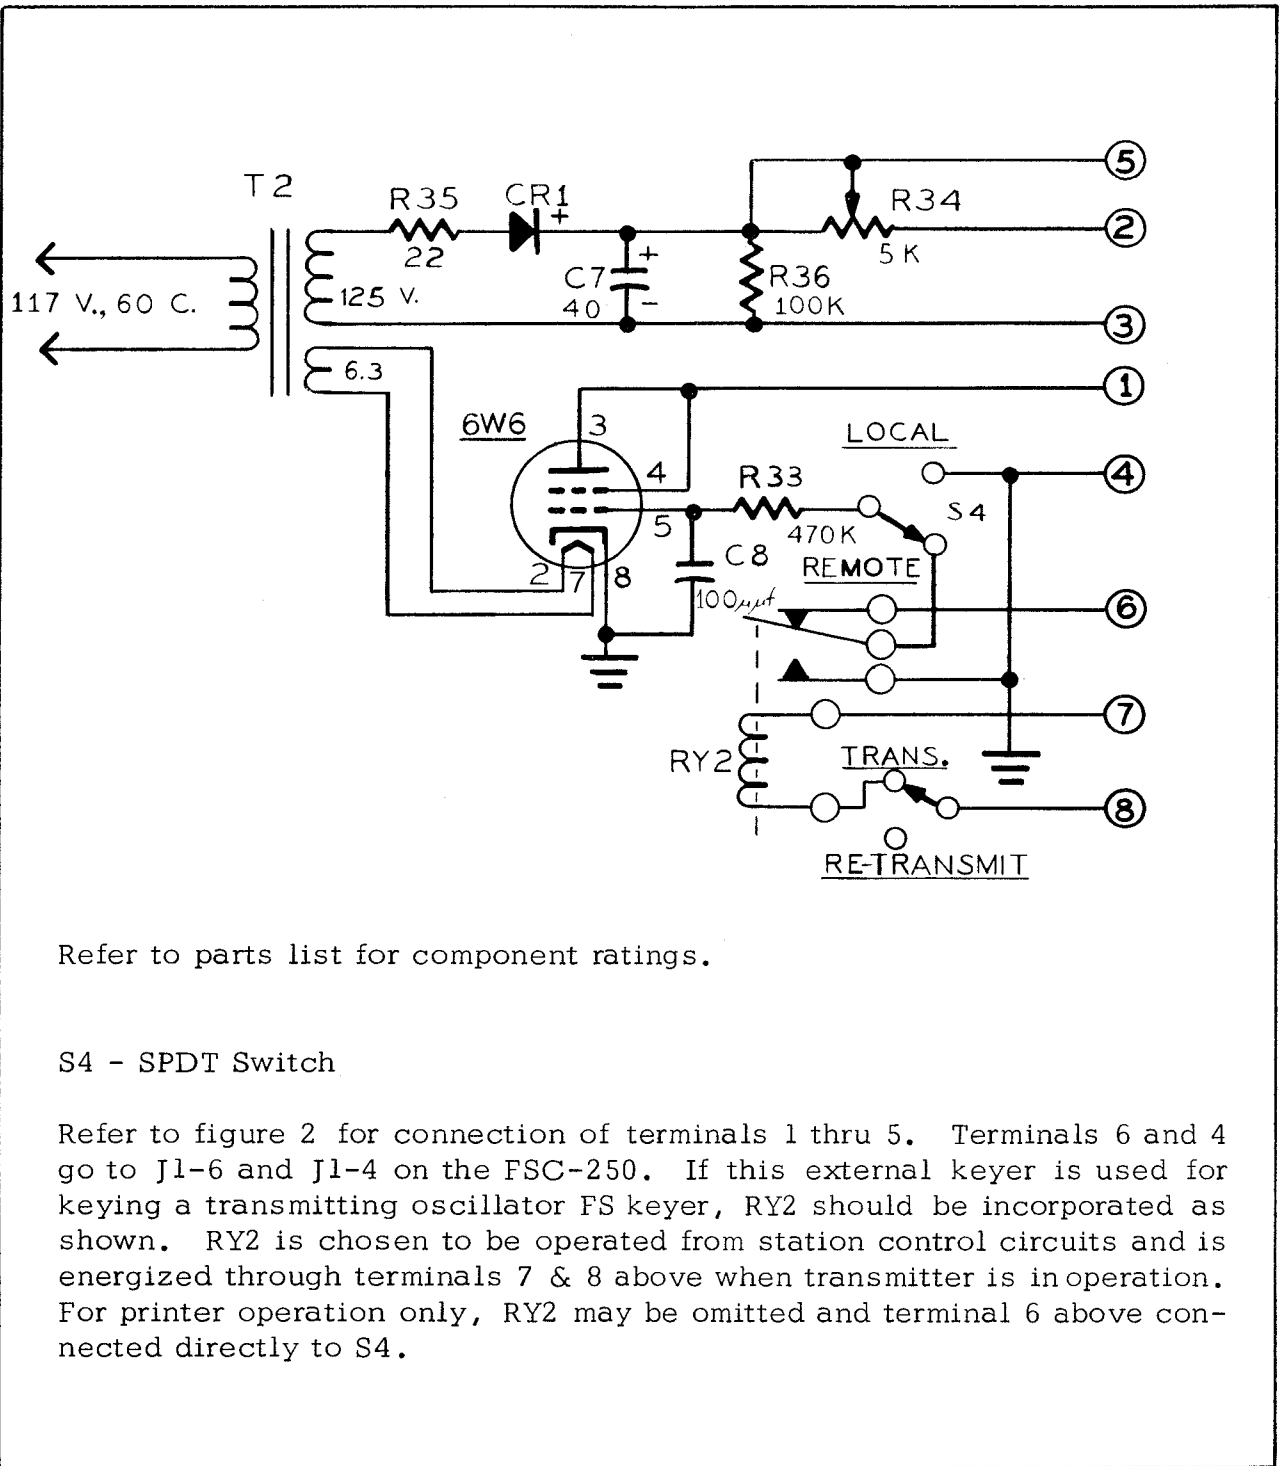 T2
R35
22
CR1
+
125 V.
117 V., 60 C.
6.3
C7
40
+
-
R36
100K
R34
5 K
5
2
3
1
6W6
3
4
5
2
7
8
R33
470K
C8
100μμf
LOCAL
S4
REMOTE
4
6
RY2
7
TRANS.
8
RE-TRANSMIT
Refer to parts list for component ratings.
S4 - SPDT Switch
Refer to figure 2 for connection of terminals 1 thru 5. Terminals 6 and 4
go to J1-6 and J1-4 on the FSC-250. If this external keyer is used for
keying a transmitting oscillator FS keyer, RY2 should be incorporated as
shown. RY2 is chosen to be operated from station control circuits and is
energized through terminals 7 & 8 above when transmitter is in operation.
For printer operation only, RY2 may be omitted and terminal 6 above con-
nected directly to S4.